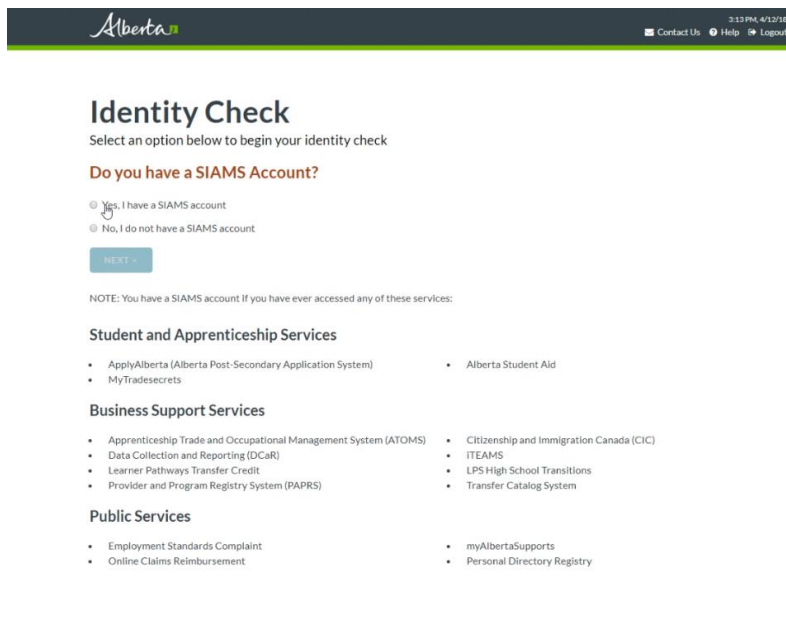 Alberta
3:13 PM, 4/12/18
Contact Us Help Logout
Identity Check
Select an option below to begin your identity check
Do you have a SIAMS Account?
Yes, I have a SIAMS account
No, I do not have a SIAMS account
NEXT »
NOTE: You have a SIAMS account if you have ever accessed any of these services:
Student and Apprenticeship Services
• ApplyAlberta (Alberta Post-Secondary Application System)
• MyTradesecrets
• Alberta Student Aid
Business Support Services
• Apprenticeship Trade and Occupational Management System (ATOMS)
• Data Collection and Reporting (DCaR)
• Learner Pathways Transfer Credit
• Provider and Program Registry System (PAPRS)
• Citizenship and Immigration Canada (CIC)
• iTEAMS
• LPS High School Transitions
• Transfer Catalog System
Public Services
• Employment Standards Complaint
• Online Claims Reimbursement
• myAlbertaSupports
• Personal Directory Registry